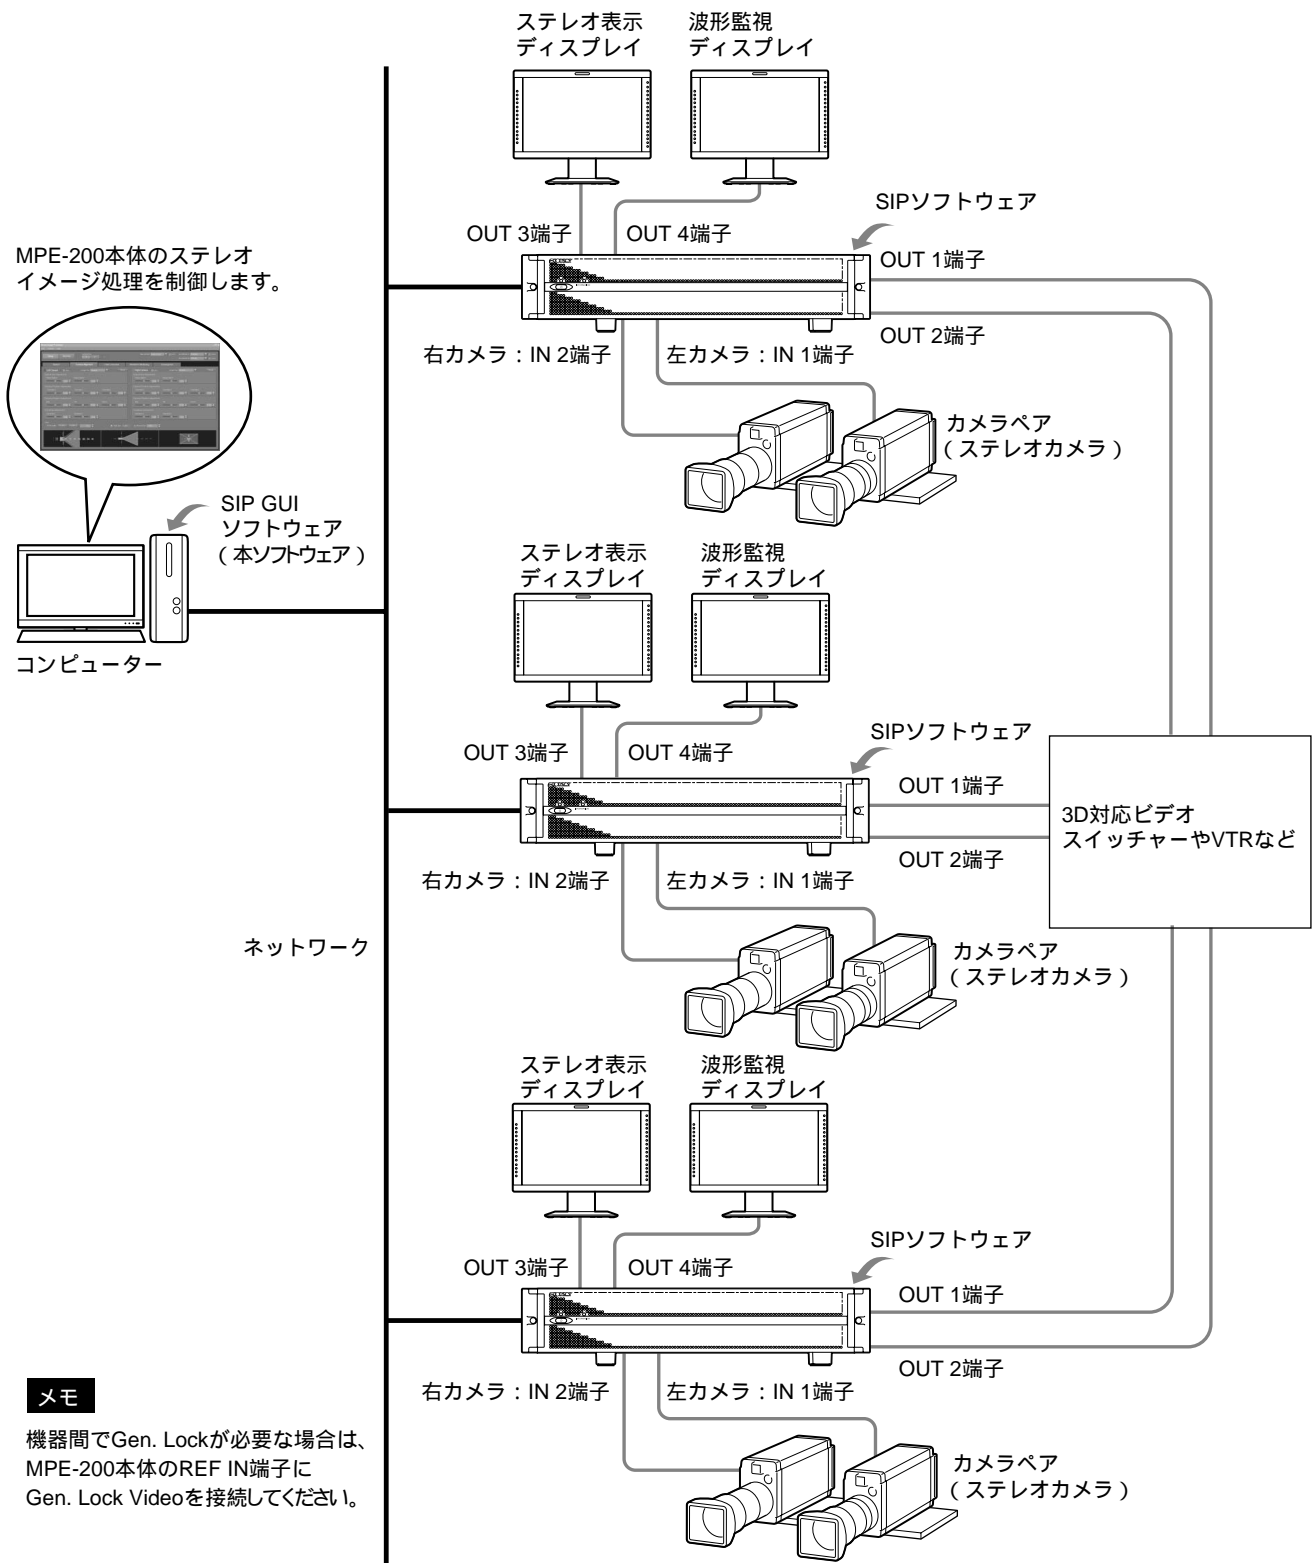 ステレオ表示
ディスプレイ
波形監視
ディスプレイ
SIPソフトウェア
OUT 3端子
OUT 4端子
OUT 1端子
OUT 2端子
MPE-200本体のステレオ
イメージ処理を制御します。
右カメラ：IN 2端子
左カメラ：IN 1端子
カメラペア
（ステレオカメラ）
SIP GUI
ソフトウェア
（本ソフトウェア）
コンピューター
ステレオ表示
ディスプレイ
波形監視
ディスプレイ
SIPソフトウェア
OUT 3端子
OUT 4端子
OUT 1端子
OUT 2端子
3D対応ビデオ
スイッチャーやVTRなど
右カメラ：IN 2端子
左カメラ：IN 1端子
ネットワーク
カメラペア
（ステレオカメラ）
ステレオ表示
ディスプレイ
波形監視
ディスプレイ
SIPソフトウェア
OUT 3端子
OUT 4端子
OUT 1端子
OUT 2端子
右カメラ：IN 2端子
左カメラ：IN 1端子
カメラペア
（ステレオカメラ）
メモ
機器間でGen. Lockが必要な場合は、
MPE-200本体のREF IN端子に
Gen. Lock Videoを接続してください。